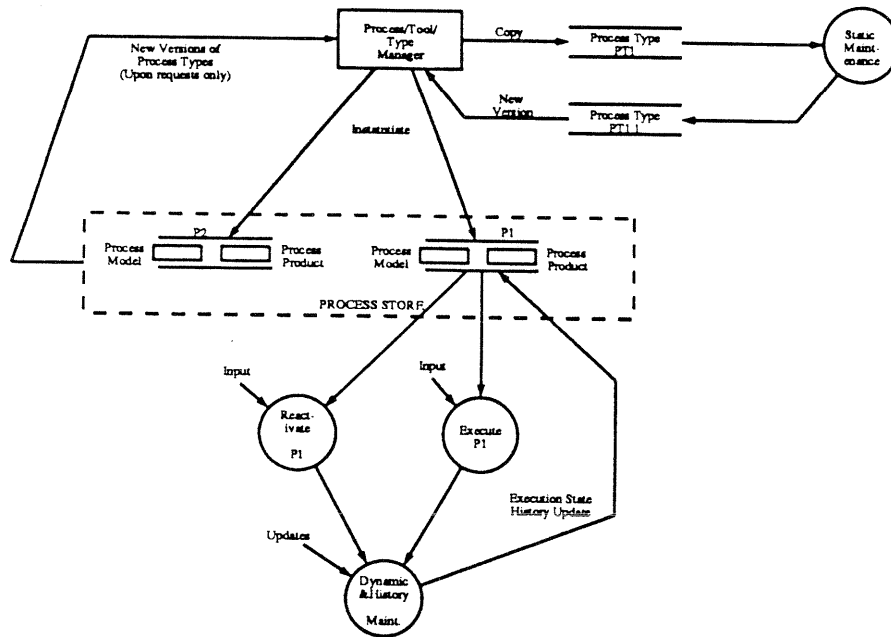 Process/Tool/
Type
Manager
Copy
Process Type
PT1
Static
Maint-
enance
New Versions of
Process Types
(Upon requests only)
New
Version
Process Type
PT1.1
Instantiate
P2
P1
Process
Model
Process
Product
Process
Model
Process
Product
PROCESS STORE
Input
Input
React-
ivate
P1
Execute
P1
Execution State
History Update
Updates
Dynamic
&History
Maint.